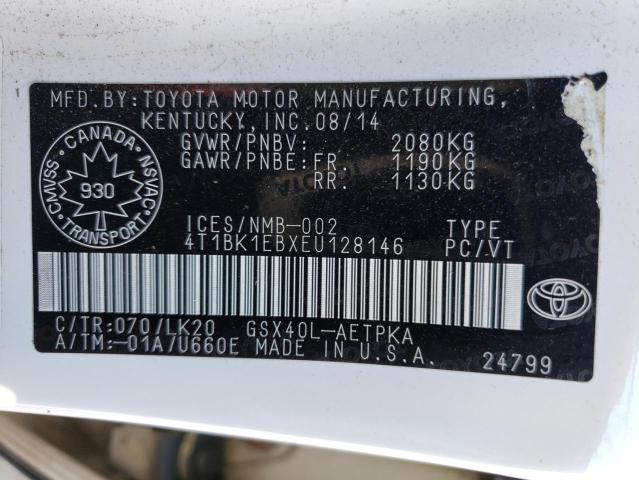 MFD.BY:TOYOTA MOTOR MANUFACTURING,
KENTUCKY,INC.08/14
GVWR/PNBV: 2080KG
GAWR/PNBE:FR. 1190KG
RR. 1130KG
CANADA
CMVSS
NSVAC
930
TRANSPORT
ICES/NMB-002 TYPE
4T1BK1EBXEU128146 PC/VT
C/TR:070/LK20 GSX40L-AETPKA
A/TM:-01A/U660E MADE IN U.S.A. 24799